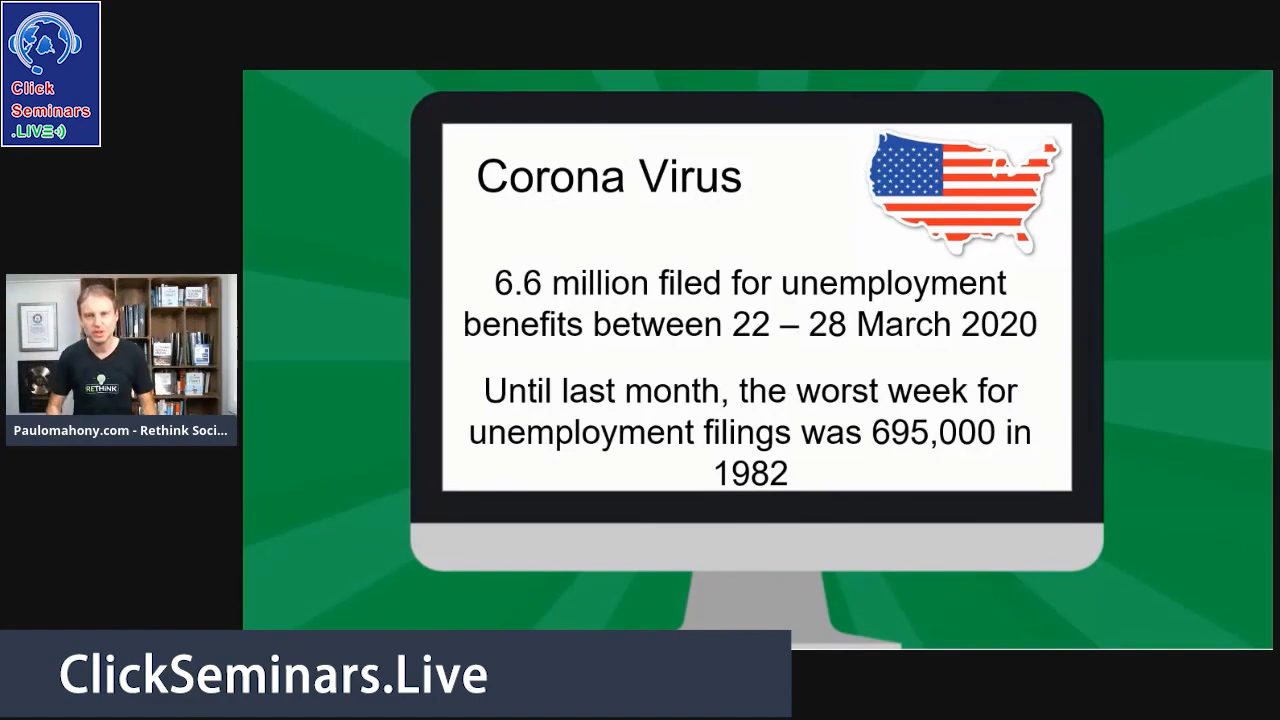 Click
Seminars
.LIVE
Corona Virus
6.6 million filed for unemployment
benefits between 22 – 28 March 2020
Until last month, the worst week for
unemployment filings was 695,000 in
1982
RETHINK
Paulomahony.com - Rethink Soci...
ClickSeminars.Live